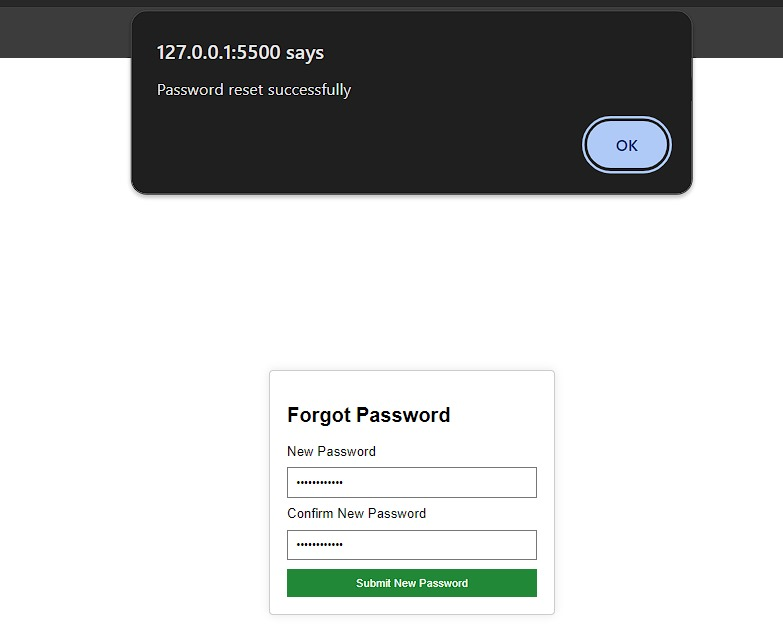 127.0.0.1:5500 says
Password reset successfully
OK
Forgot Password
New Password
••••••••••••
Confirm New Password
••••••••••••
Submit New Password